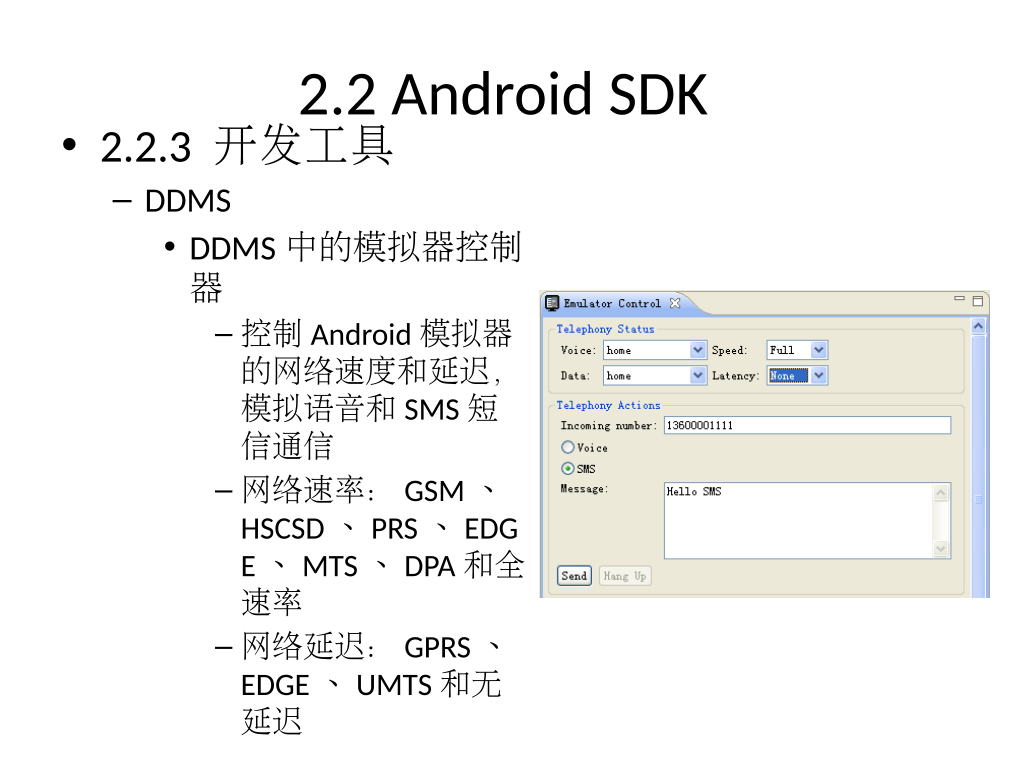 2.2 Android SDK
• 2.2.3 开发工具
– DDMS
• DDMS 中的模拟器控制
器
– 控制 Android 模拟器
的网络速度和延迟,
模拟语音和 SMS 短
信通信
– 网络速率： GSM 、
HSCSD 、 PRS 、 EDG
E 、 MTS 、 DPA 和全
速率
– 网络延迟： GPRS 、
EDGE 、 UMTS 和无
延迟
Emulator Control
Telephony Status
Voice: home Speed: Full
Data: home Latency: None
Telephony Actions
Incoming number: 13600001111
Voice
SMS
Message: Hello SMS
Send Hang Up